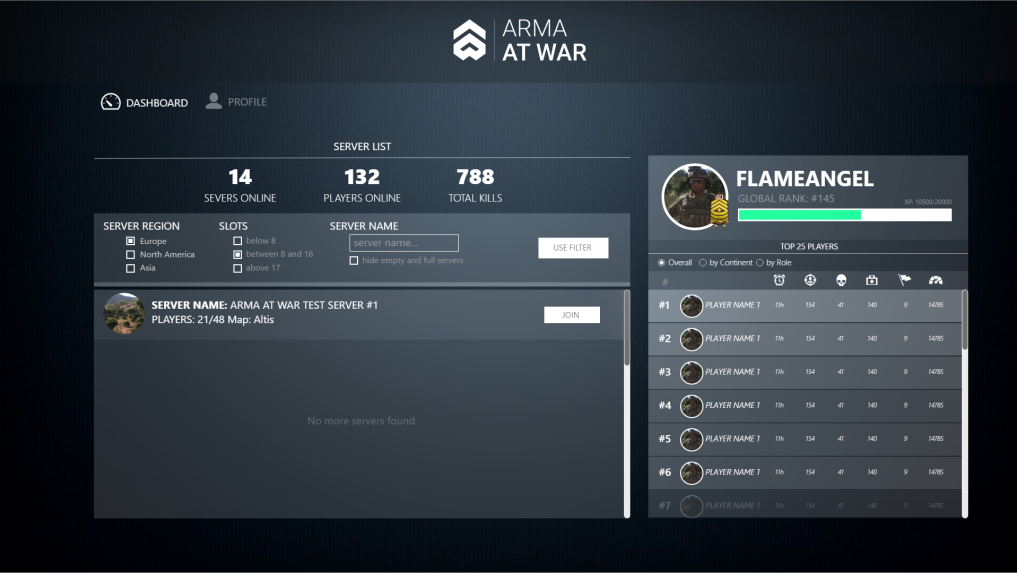 ARMA
AT WAR
DASHBOARD PROFILE
SERVER LIST
14 132 788
SEVERS ONLINE PLAYERS ONLINE TOTAL KILLS
SERVER REGION SLOTS SERVER NAME
Europe below 8 server name...
North America between 8 and 16 hide empty and full servers
Asia above 17
USE FILTER
SERVER NAME: ARMA AT WAR TEST SERVER #1
PLAYERS: 21/48 Map: Altis
JOIN
No more servers found.
FLAMEANGEL
GLOBAL RANK: #145
XP: 10500/20000
TOP 25 PLAYERS
Overall by Continent by Role
#
#1 PLAYER NAME 1 11h 154 41 140 9 14785
#2 PLAYER NAME 1 11h 154 41 140 9 14785
#3 PLAYER NAME 1 11h 154 41 140 9 14785
#4 PLAYER NAME 1 11h 154 41 140 9 14785
#5 PLAYER NAME 1 11h 154 41 140 9 14785
#6 PLAYER NAME 1 11h 154 41 140 9 14785
#7 PLAYER NAME 1 11h 154 41 140 9 14785